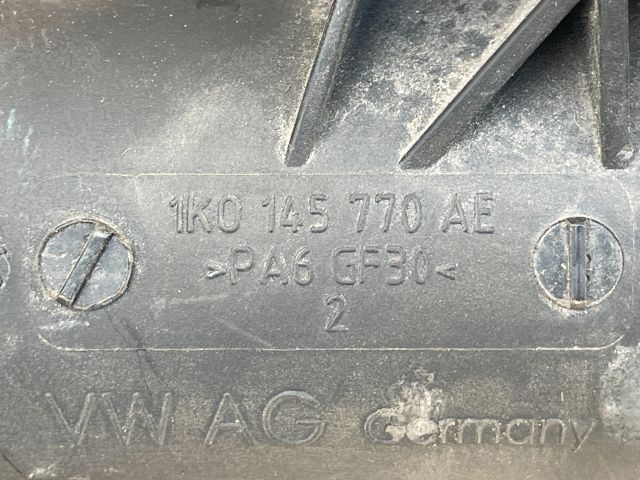 1K0 145 770 AE
>PA6 GF30<
2
VW AG Germany